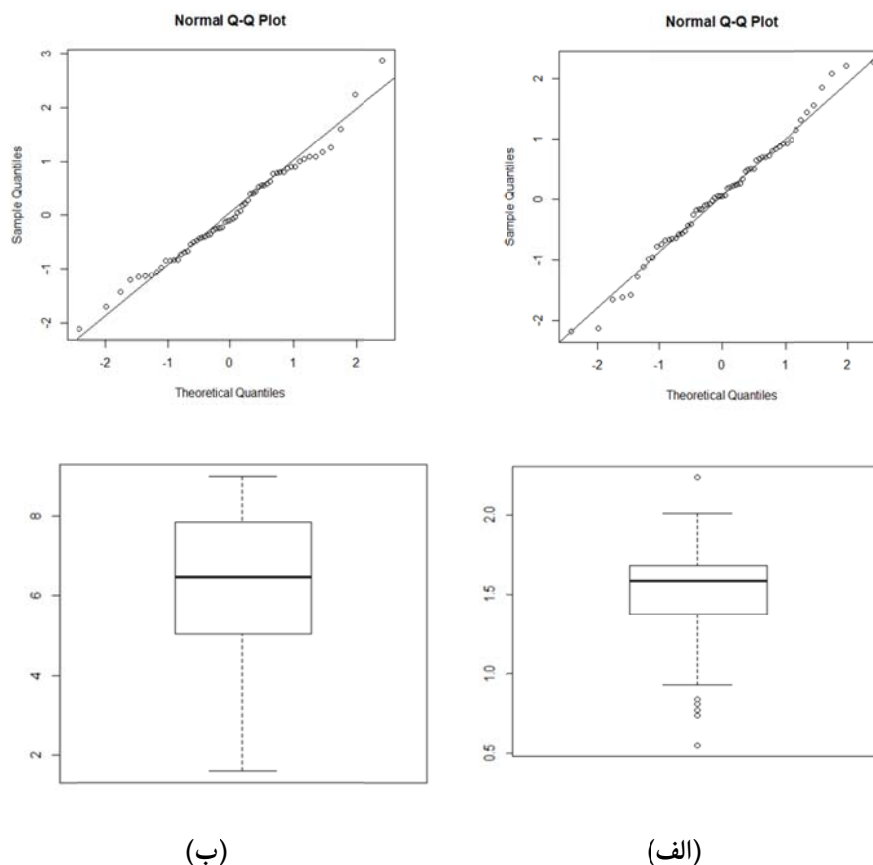 Normal Q-Q Plot
Sample Quantiles
3
2
1
0
-1
-2
-2 -1 0 1 2
Theoretical Quantiles
Normal Q-Q Plot
Sample Quantiles
2
1
0
-1
-2
-2 -1 0 1 2
Theoretical Quantiles
8
6
4
2
2.0
1.5
1.0
0.5
(الف)
(ب)